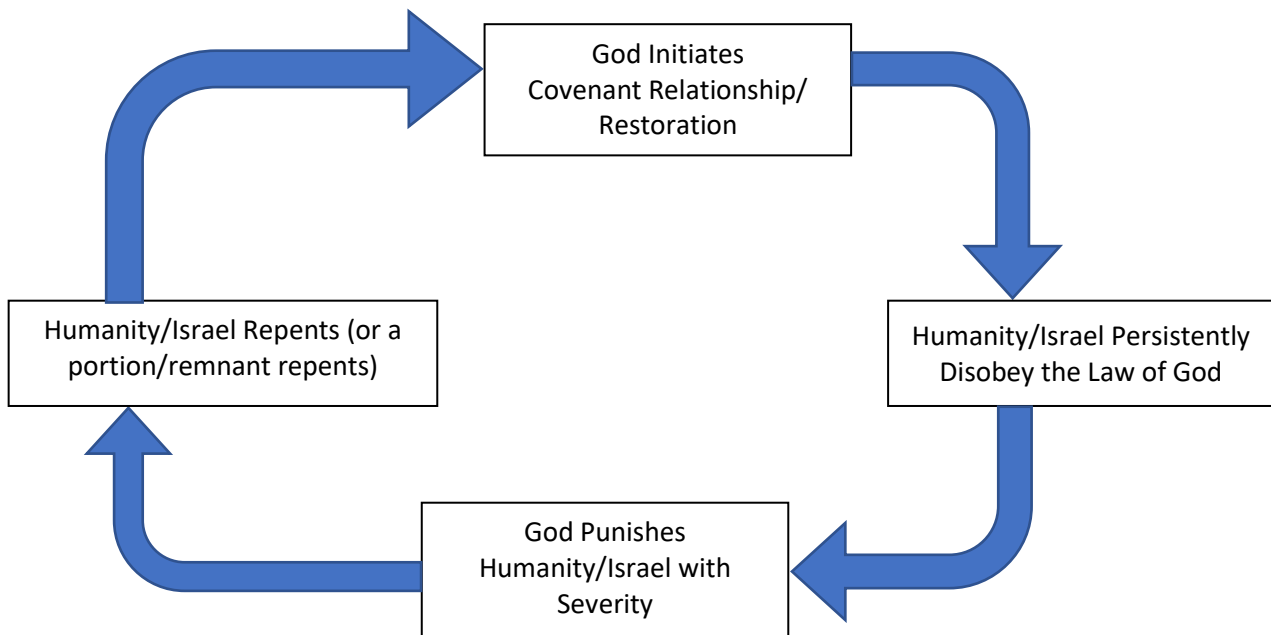 God Initiates
Covenant Relationship/
Restoration
Humanity/Israel Repents (or a
portion/remnant repents)
Humanity/Israel Persistently
Disobey the Law of God
God Punishes
Humanity/Israel with
Severity